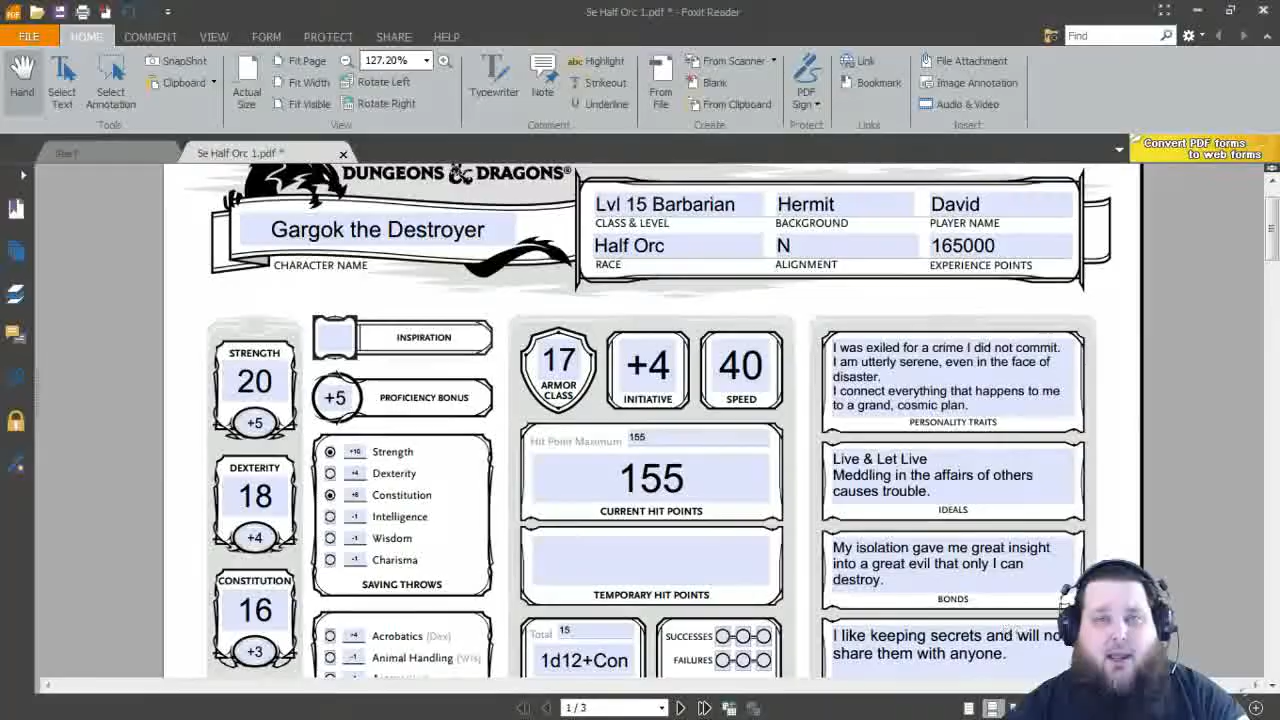 5e Half Orc 1.pdf * - Foxit Reader
FILE HOME COMMENT VIEW FORM PROTECT SHARE HELP
Find
Hand
Select Text
Select Annotation
SnapShot
Clipboard
Tools
Actual Size
Fit Page
Fit Width
Fit Visible
127.20%
Rotate Left
Rotate Right
View
Typewriter
Note
Highlight
Strikeout
Underline
Comment
From File
From Scanner
Blank
From Clipboard
Create
PDF Sign
Protect
Link
Bookmark
Links
File Attachment
Image Annotation
Audio & Video
Insert
Start
5e Half Orc 1.pdf *
Convert PDF forms
to web forms
DUNGEONS & DRAGONS®
Gargok the Destroyer
CHARACTER NAME
Lvl 15 Barbarian Hermit David
CLASS & LEVEL BACKGROUND PLAYER NAME
Half Orc N 165000
RACE ALIGNMENT EXPERIENCE POINTS
STRENGTH
20
+5
DEXTERITY
18
+4
CONSTITUTION
16
+3
INSPIRATION
+5 PROFICIENCY BONUS
+10 Strength
+4 Dexterity
+8 Constitution
-1 Intelligence
-1 Wisdom
-1 Charisma
SAVING THROWS
+4 Acrobatics (Dex)
-1 Animal Handling (Wis)
17
ARMOR
CLASS
+4
INITIATIVE
40
SPEED
Hit Point Maximum 155
155
CURRENT HIT POINTS
TEMPORARY HIT POINTS
Total 15
1d12+Con
SUCCESSES
FAILURES
I was exiled for a crime I did not commit.
I am utterly serene, even in the face of
disaster.
I connect everything that happens to me
to a grand, cosmic plan.
PERSONALITY TRAITS
Live & Let Live
Meddling in the affairs of others
causes trouble.
IDEALS
My isolation gave me great insight
into a great evil that only I can
destroy.
BONDS
I like keeping secrets and will no
share them with anyone.
1 / 3